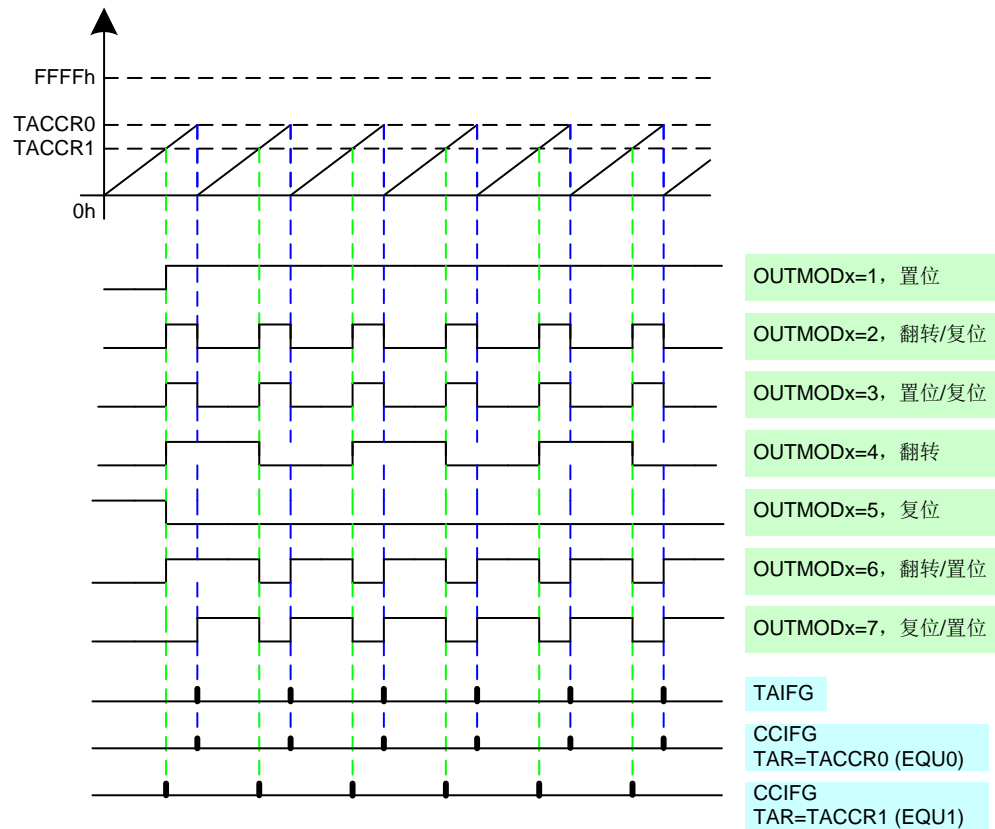 FFFFh
TACCR0
TACCR1
0h
OUTMODx=1，置位
OUTMODx=2，翻转/复位
OUTMODx=3，置位/复位
OUTMODx=4，翻转
OUTMODx=5，复位
OUTMODx=6，翻转/置位
OUTMODx=7，复位/置位
TAIFG
CCIFG
TAR=TACCR0 (EQU0)
CCIFG
TAR=TACCR1 (EQU1)